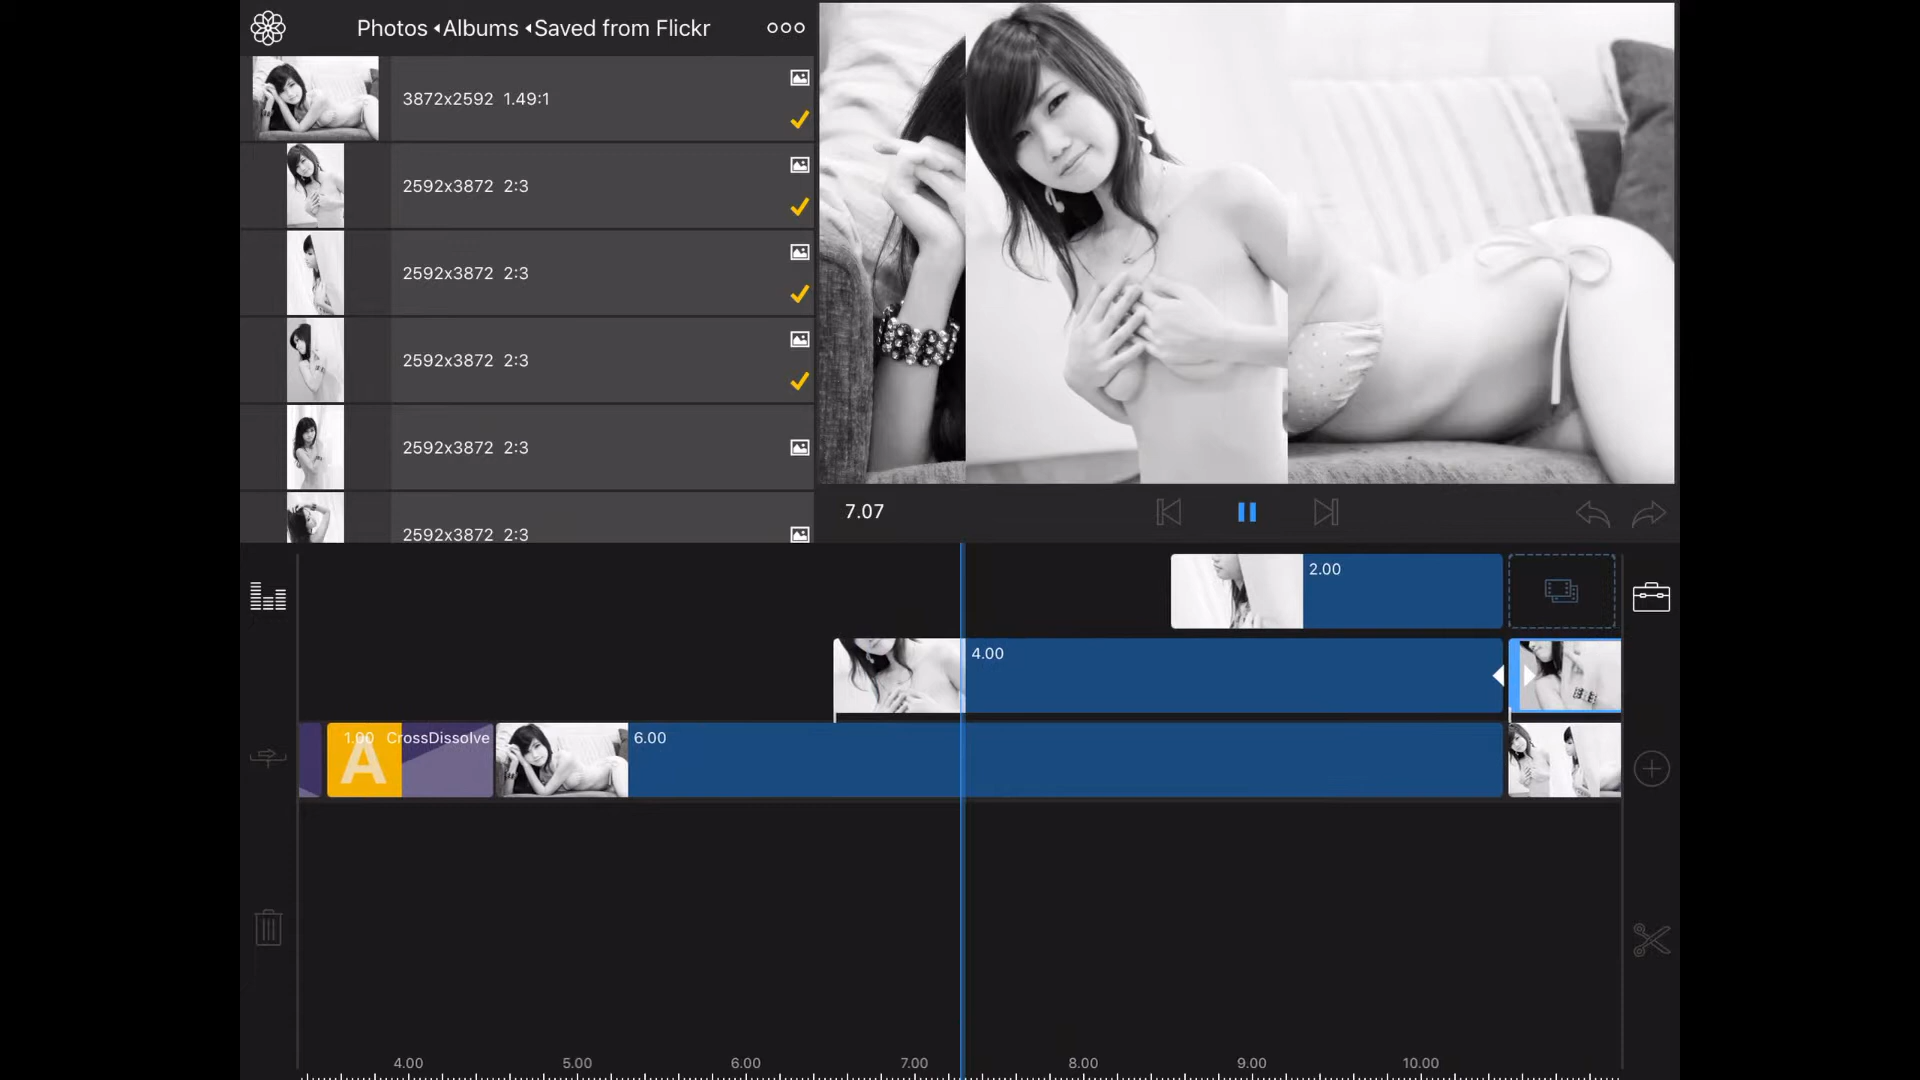 Photos Albums Saved from Flickr
3872x2592 1.49:1
2592x3872 2:3
2592x3872 2:3
2592x3872 2:3
2592x3872 2:3
2592x3872 2:3
7.07
2.00
4.00
1.00 CrossDissolve
A
6.00
4.00 5.00 6.00 7.00 8.00 9.00 10.00